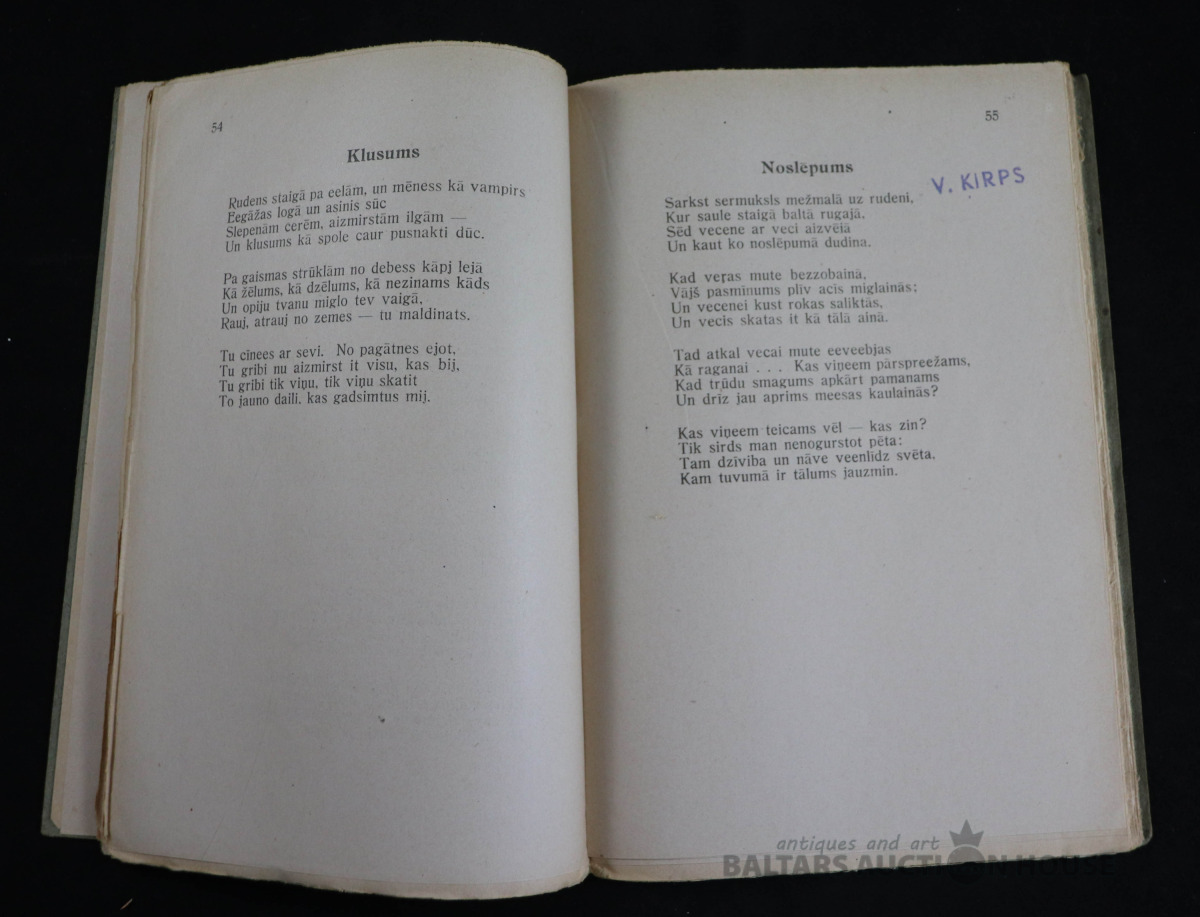 54
Klusums
Rudens staigā pa eelām, un mēness kā vampirs
Eegāžas logā un asinis sūc
Slepenām cerēm, aizmirstām ilgām —
Un klusums kā spole caur pusnakti dūc.
Pa gaismas strūklām no debess kāpj lejā
Kā žēlums, kā dzēlums, kā nezinams kāds
Un opiju tvanu miglo tev vaigā,
Rauj, atrauj no zemes — tu maldinats.
Tu cīnees ar sevi. No pagātnes ejot,
Tu gribi nu aizmirst it visu, kas bij,
Tu gribi tik viņu, tik viņu skatit
To jauno daili, kas gadsimtus mij.
55
Noslēpums
V. KIRPS
Sarkst sermuksls mežmalā uz rudeni,
Kur saule staigā baltā rugajā.
Sēd vecene ar veci aizvējā
Un kaut ko noslēpumā dudina.
Kad veras mute bezzobainā,
Vājš pasmīnums plīv acis miglainās;
Un vecenei kust rokas saliktās,
Un vecis skatas it kā tālā ainā.
Tad atkal vecai mute eeveebjas
Kā raganai . . . Kas viņeem pārspreežams,
Kad trūdu smagums apkārt pamanams
Un drīz jau aprims meesas kaulainās?
Kas viņeem teicams vēl — kas zin?
Tik sirds man nenogurstot pēta:
Tam dzīviba un nāve veenlīdz svēta,
Kam tuvumā ir tālums jauzmin.
antiques and art
BALTARS AUCTION HOUSE